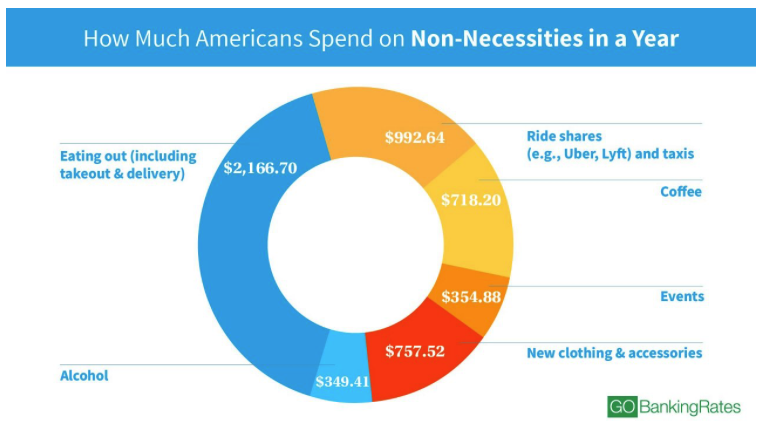 How Much Americans Spend on Non-Necessities in a Year
Eating out (including
takeout & delivery)
$2,166.70
$992.64
Ride shares
(e.g., Uber, Lyft) and taxis
$718.20
Coffee
$354.88
Events
$757.52
New clothing & accessories
Alcohol
$349.41
GOBankingRates